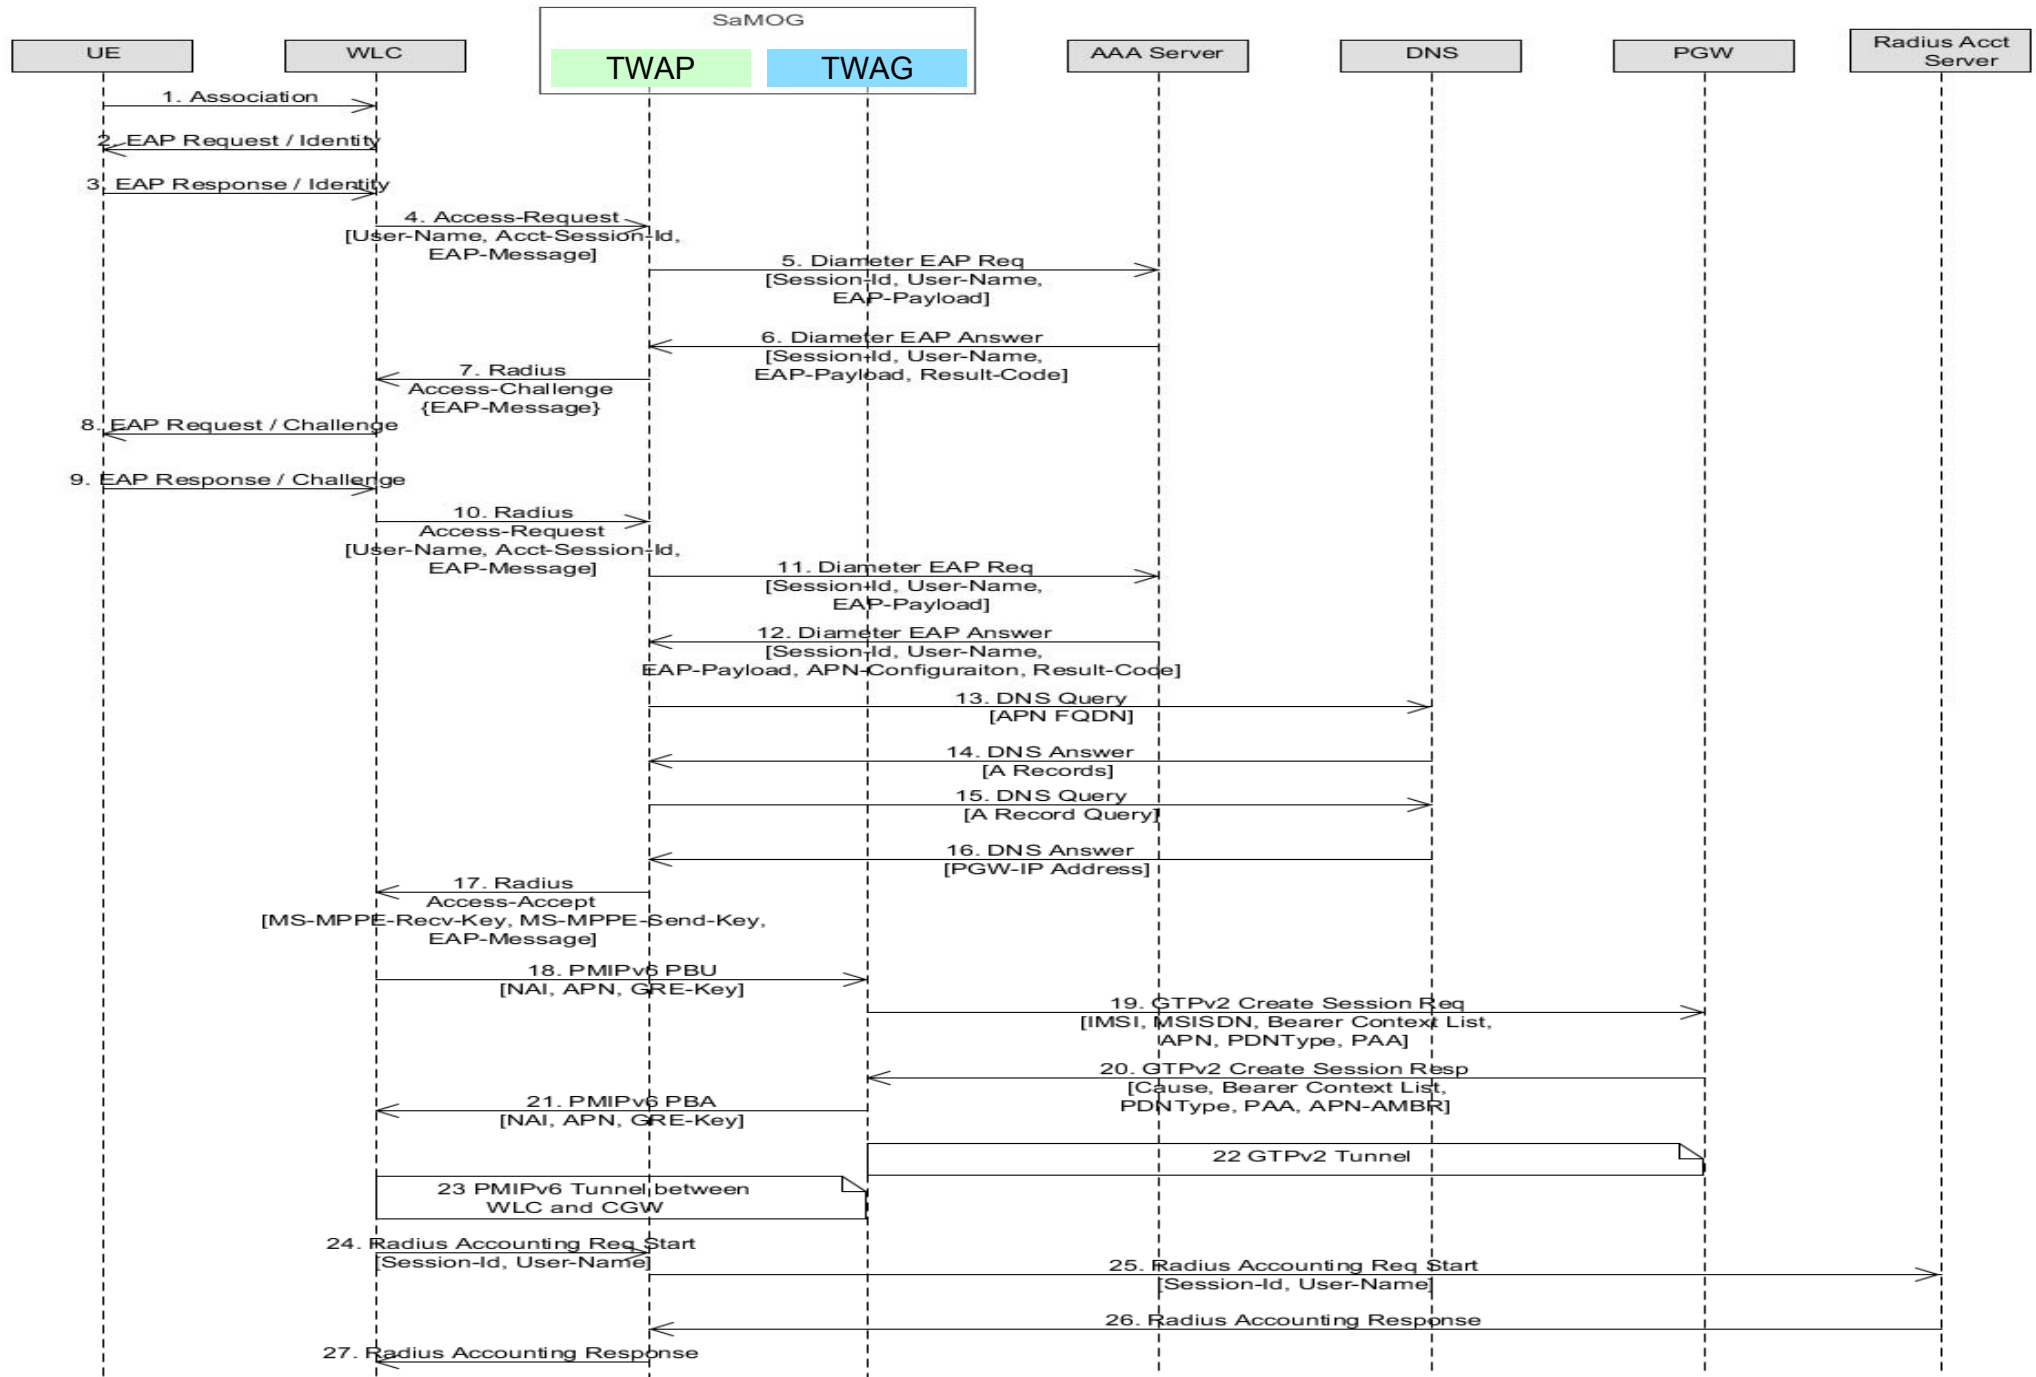 SaMOG
UE
WLC
TWAP
TWAG
AAA Server
DNS
PGW
Radius Acct
Server
1. Association
2. EAP Request / Identity
3. EAP Response / Identity
4. Access-Request
[User-Name, Acct-Session-Id,
EAP-Message]
5. Diameter EAP Req
[Session-Id, User-Name,
EAP-Payload]
6. Diameter EAP Answer
[Session-Id, User-Name,
EAP-Payload, Result-Code]
7. Radius
Access-Challenge
{EAP-Message}
8. EAP Request / Challenge
9. EAP Response / Challenge
10. Radius
Access-Request
[User-Name, Acct-Session-Id,
EAP-Message]
11. Diameter EAP Req
[Session-Id, User-Name,
EAP-Payload]
12. Diameter EAP Answer
[Session-Id, User-Name,
EAP-Payload, APN-Configuraiton, Result-Code]
13. DNS Query
[APN FQDN]
14. DNS Answer
[A Records]
15. DNS Query
[A Record Query]
16. DNS Answer
[PGW-IP Address]
17. Radius
Access-Accept
[MS-MPPE-Recv-Key, MS-MPPE-Send-Key,
EAP-Message]
18. PMIPv6 PBU
[NAI, APN, GRE-Key]
19. GTPv2 Create Session Req
[IMSI, MSISDN, Bearer Context List,
APN, PDNType, PAA]
20. GTPv2 Create Session Resp
[Cause, Bearer Context List,
PDNType, PAA, APN-AMBR]
21. PMIPv6 PBA
[NAI, APN, GRE-Key]
22 GTPv2 Tunnel
23 PMIPv6 Tunnel between
WLC and CGW
24. Radius Accounting Req Start
[Session-Id, User-Name]
25. Radius Accounting Req Start
[Session-Id, User-Name]
26. Radius Accounting Response
27. Radius Accounting Response